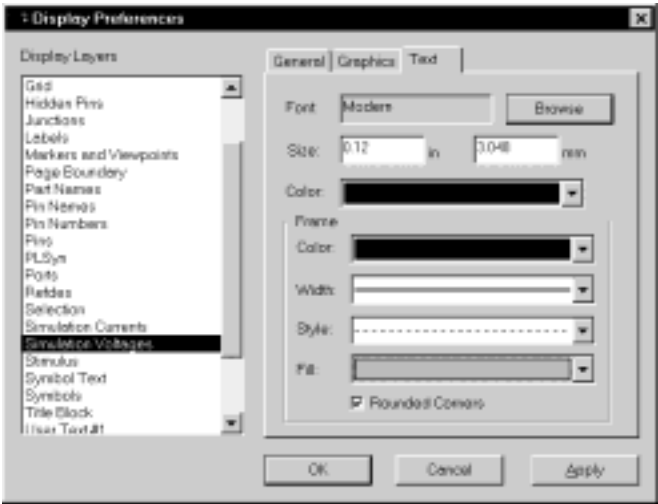 Display Preferences
Display Layers
Grid
Hidden Pins
Junctions
Labels
Markers and Viewpoints
Page Boundary
Part Names
Pin Names
Pin Numbers
Pins
PLSyn
Ports
Refdes
Selection
Simulation Currents
Simulation Voltages
Stimulus
Symbol Text
Symbols
Title Block
User Text #1
General Graphics Text
Font Modern Browse
Size: 0.12 in 3.048 mm
Color:
Frame
Color:
Width:
Style:
Fill:
Rounded Corners
OK Cancel Apply